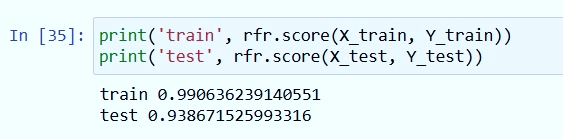 In [35]: print('train', rfr.score(X_train, Y_train))
print('test', rfr.score(X_test, Y_test))
train 0.990636239140551
test 0.938671525993316